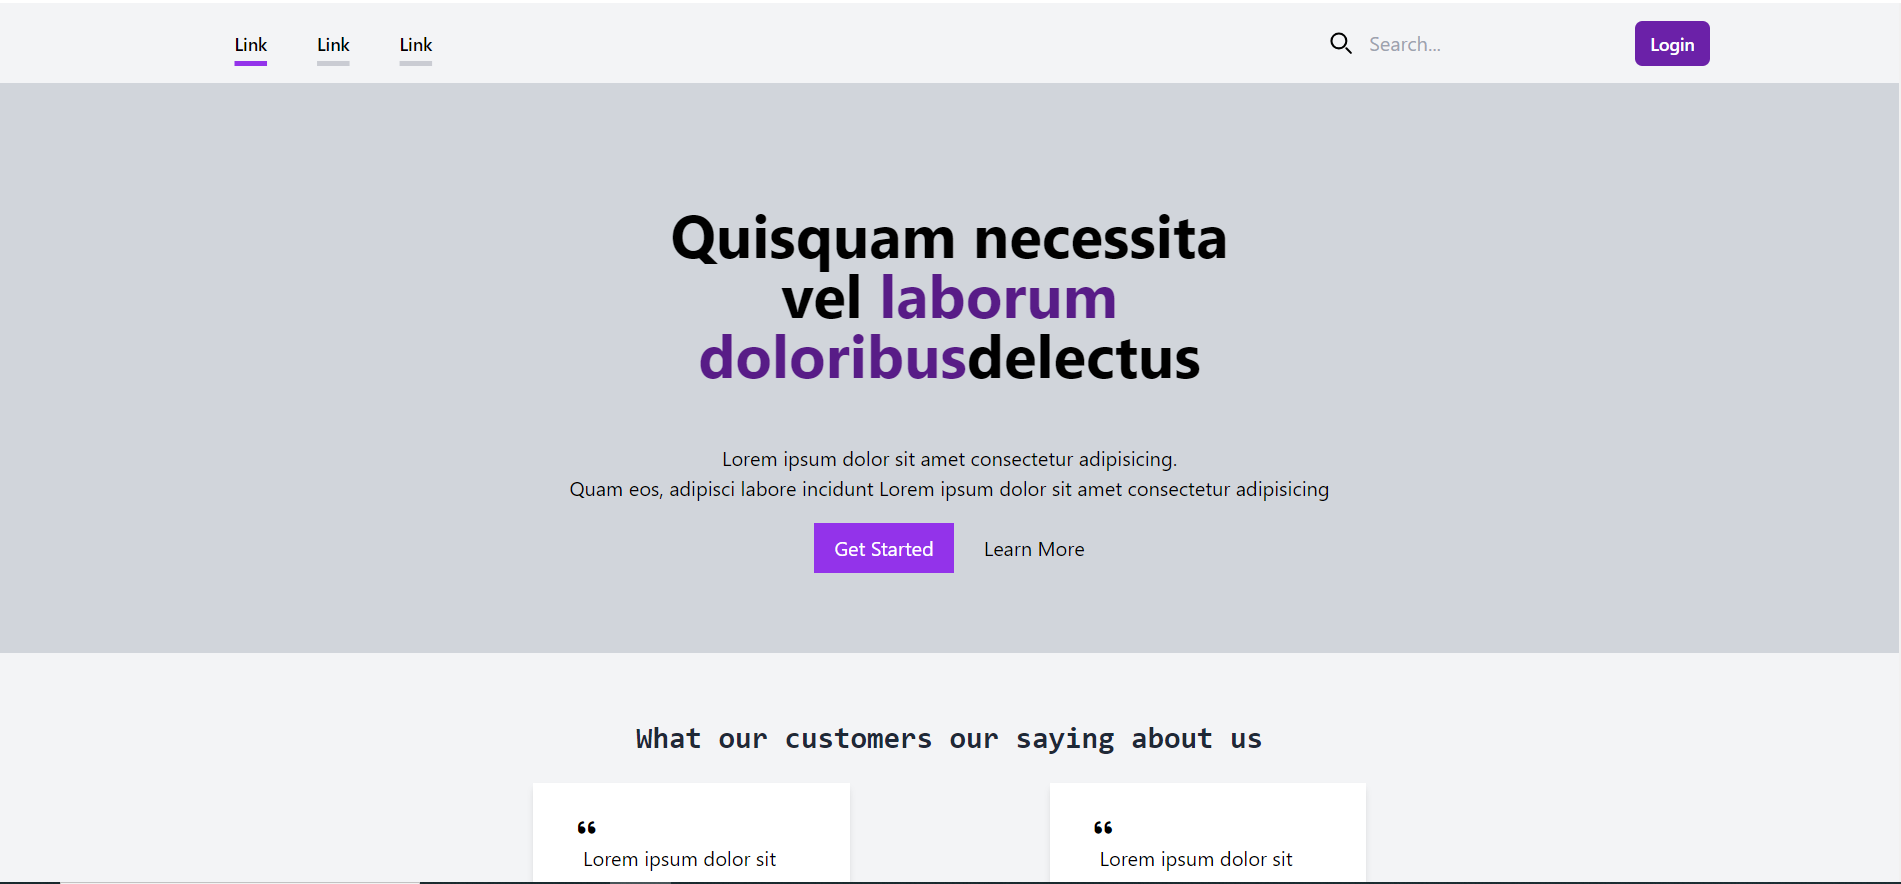 Link Link Link Search... Login
Quisquam necessita
vel laborum
doloribusdelectus
Lorem ipsum dolor sit amet consectetur adipisicing.
Quam eos, adipisci labore incidunt Lorem ipsum dolor sit amet consectetur adipisicing
Get Started Learn More
What our customers our saying about us
“ “
Lorem ipsum dolor sit Lorem ipsum dolor sit